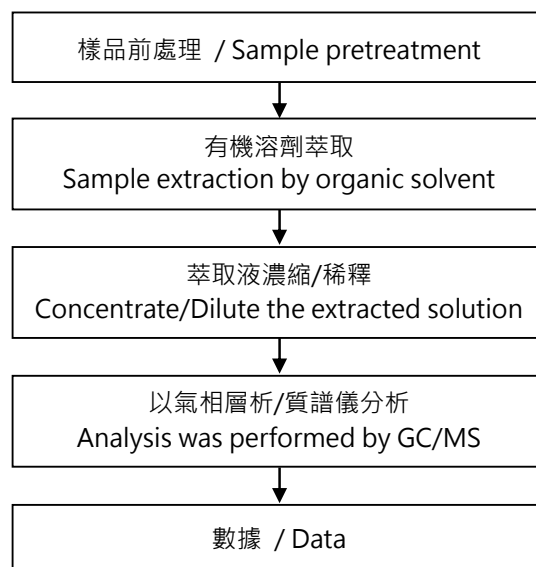 樣品前處理 / Sample pretreatment
有機溶劑萃取
Sample extraction by organic solvent
萃取液濃縮/稀釋
Concentrate/Dilute the extracted solution
以氣相層析/質譜儀分析
Analysis was performed by GC/MS
數據 / Data